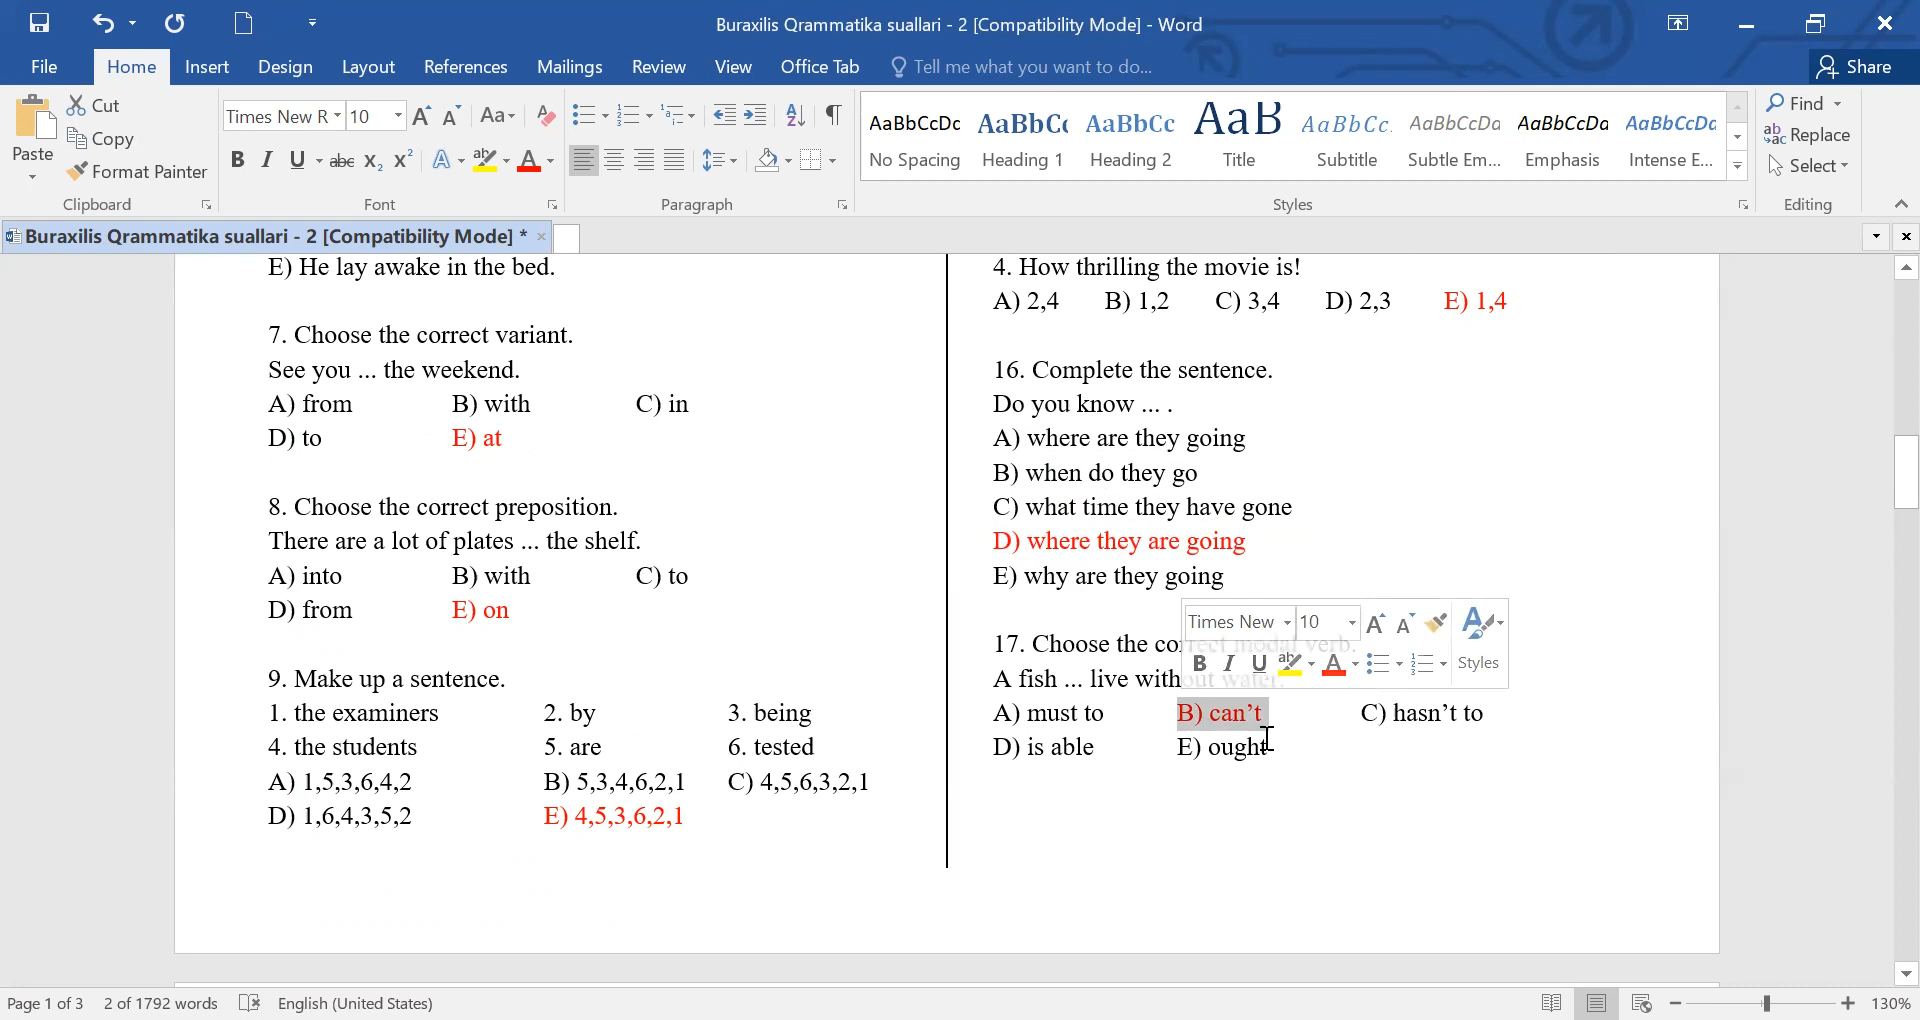 Buraxilis Qrammatika suallari - 2 [Compatibility Mode] - Word
File Home Insert Design Layout References Mailings Review View Office Tab Tell me what you want to do... Share
Paste
Cut
Copy
Format Painter
Clipboard
Times New R 10
Aa
B I U abc X₂ X²
Font
Paragraph
AaBbCcDc AaBbCc AaBbCc AaB AaBbCc. AaBbCcDc AaBbCcDc AaBbCcDc
No Spacing Heading 1 Heading 2 Title Subtitle Subtle Em... Emphasis Intense E...
Styles
Find
Replace
Select
Editing
Buraxilis Qrammatika suallari - 2 [Compatibility Mode] *
E) He lay awake in the bed.
7. Choose the correct variant.
See you ... the weekend.
A) from B) with C) in
D) to E) at
8. Choose the correct preposition.
There are a lot of plates ... the shelf.
A) into B) with C) to
D) from E) on
9. Make up a sentence.
1. the examiners 2. by 3. being
4. the students 5. are 6. tested
A) 1,5,3,6,4,2 B) 5,3,4,6,2,1 C) 4,5,6,3,2,1
D) 1,6,4,3,5,2 E) 4,5,3,6,2,1
4. How thrilling the movie is!
A) 2,4 B) 1,2 C) 3,4 D) 2,3 E) 1,4
16. Complete the sentence.
Do you know ... .
A) where are they going
B) when do they go
C) what time they have gone
D) where they are going
E) why are they going
17. Choose the correct modal verb.
A fish ... live without water.
A) must to B) can't C) hasn't to
D) is able E) ought
Times New 10
B I U Styles
Page 1 of 3 2 of 1792 words English (United States) 130%